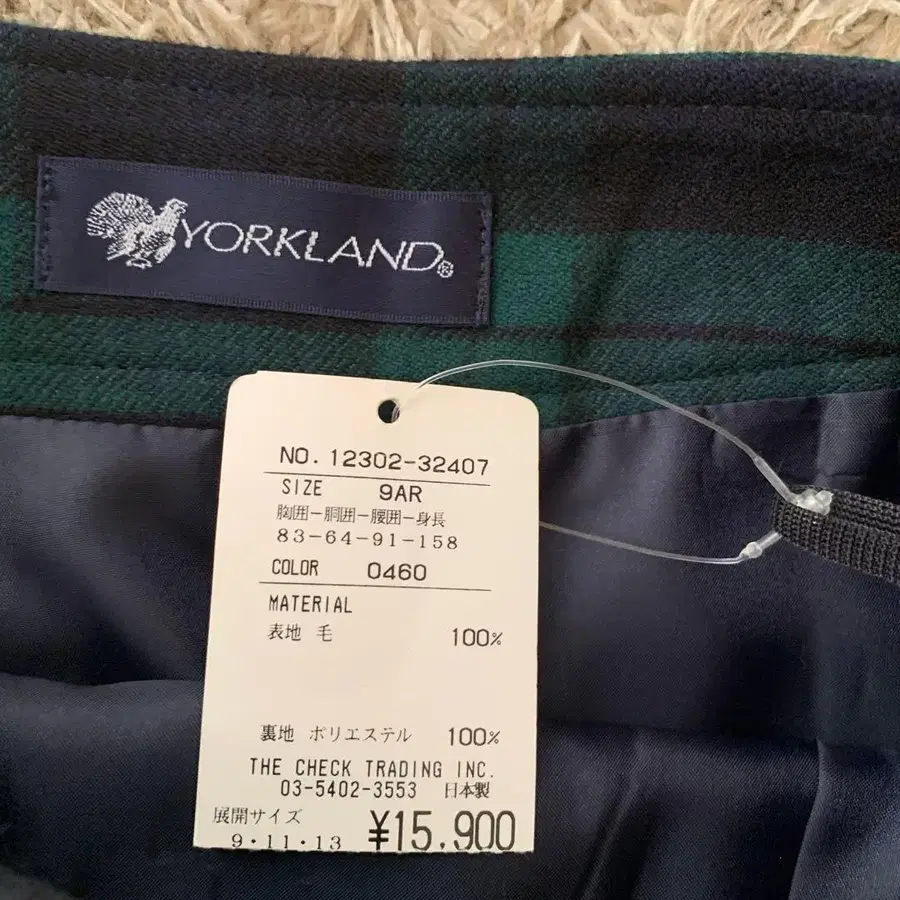 YORKLAND®
NO. 12302-32407
SIZE 9AR
胸囲-胴囲-腰囲-身長
83-64-91-158
COLOR 0460
MATERIAL
表地 毛 100%
裏地 ポリエステル 100%
THE CHECK TRADING INC.
03-5402-3553 日本製
展開サイズ
9・11・13 ¥15,900